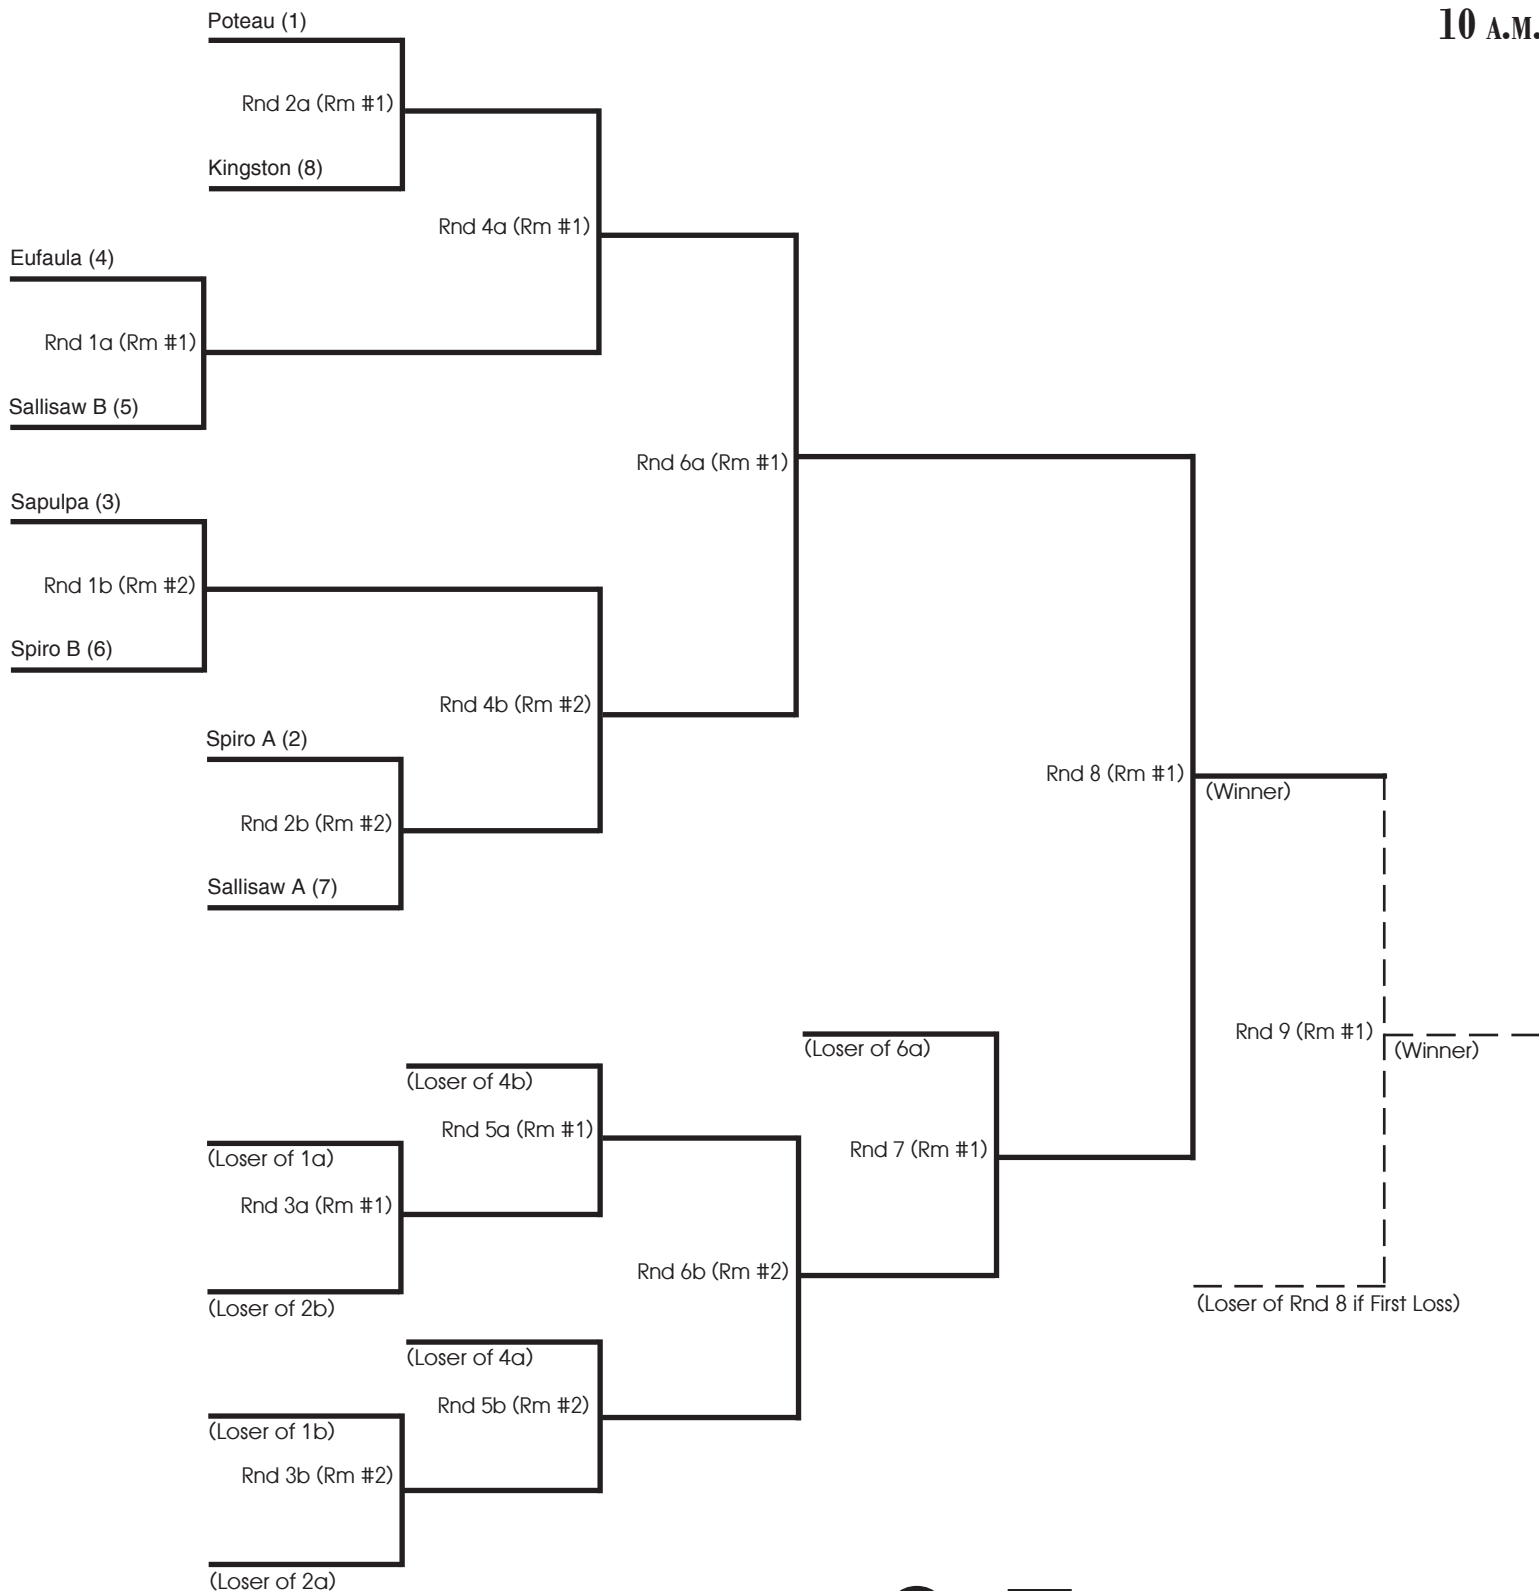 Poteau (1)
10 A.M.
Rnd 2a (Rm #1)
Kingston (8)
Rnd 4a (Rm #1)
Eufaula (4)
Rnd 1a (Rm #1)
Sallisaw B (5)
Rnd 6a (Rm #1)
Sapulpa (3)
Rnd 1b (Rm #2)
Spiro B (6)
Rnd 4b (Rm #2)
Spiro A (2)
Rnd 2b (Rm #2)
Sallisaw A (7)
Rnd 8 (Rm #1)
(Winner)
Rnd 9 (Rm #1)
(Winner)
(Loser of 6a)
(Loser of 4b)
Rnd 5a (Rm #1)
Rnd 7 (Rm #1)
(Loser of 1a)
Rnd 3a (Rm #1)
Rnd 6b (Rm #2)
(Loser of 2b)
(Loser of Rnd 8 if First Loss)
(Loser of 4a)
Rnd 5b (Rm #2)
(Loser of 1b)
Rnd 3b (Rm #2)
(Loser of 2a)